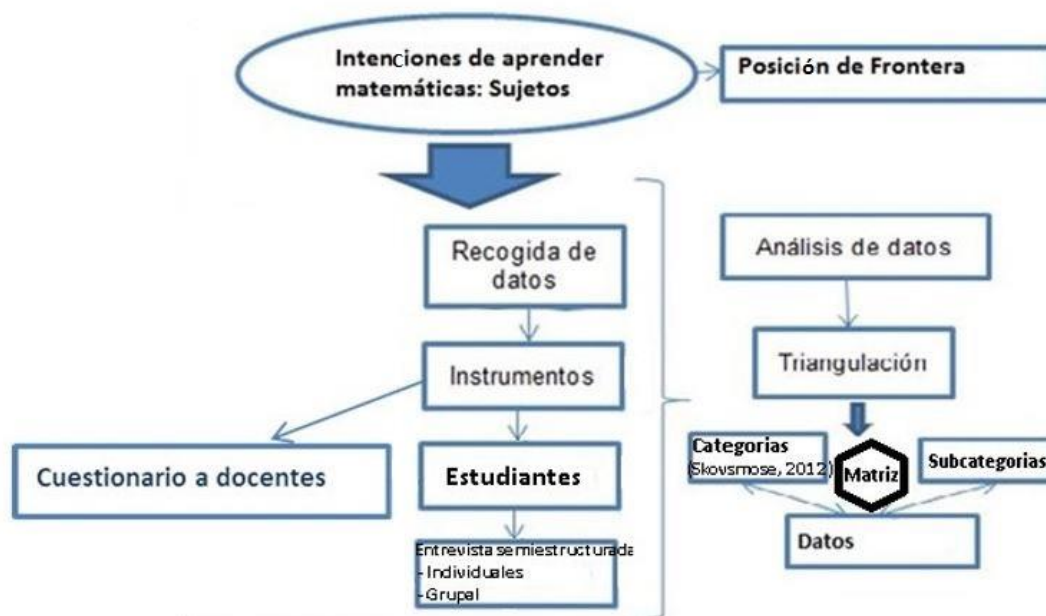 Intenciones de aprender
matemáticas: Sujetos
Posición de Frontera
Recogida de
datos
Instrumentos
Cuestionario a docentes
Estudiantes
Entrevista semiestructurada
- Individuales
- Grupal
Análisis de datos
Triangulación
Categorias
(Skovsmose, 2012)
Matriz
Subcategorias
Datos